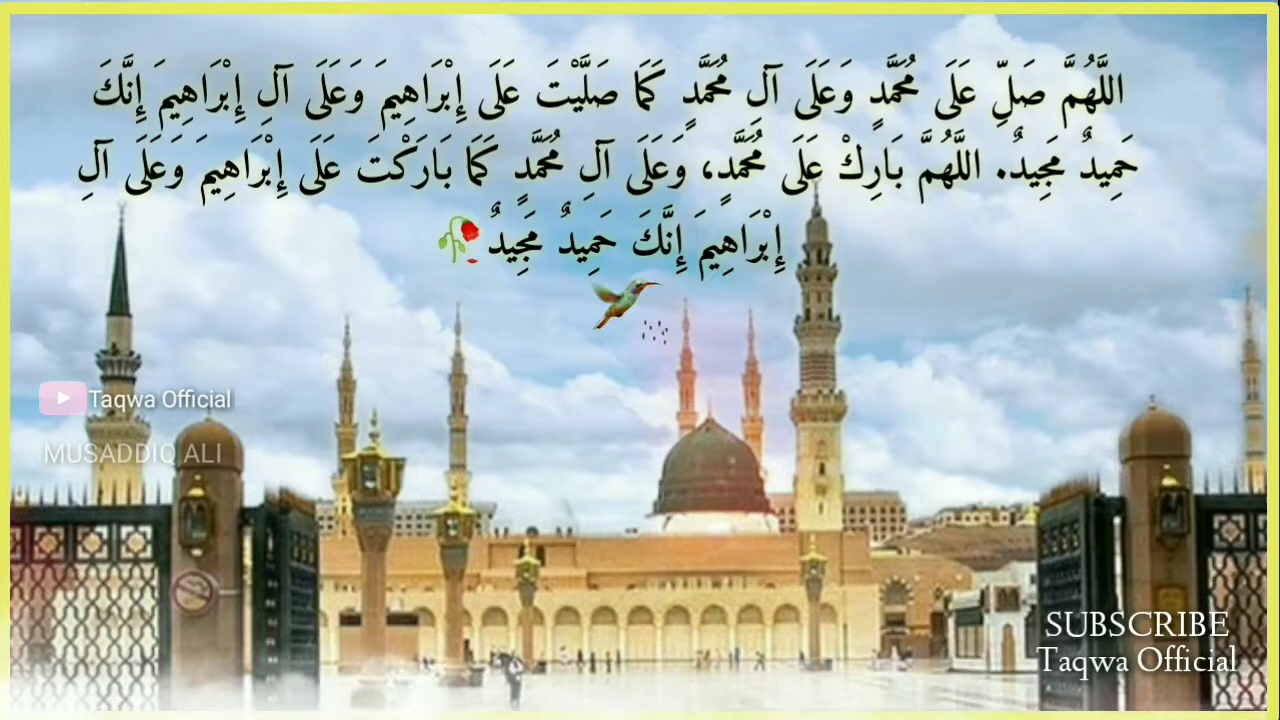 اللَّهُمَّ صَلِّ عَلَى مُحَمَّدٍ وَعَلَى آلِ مُحَمَّدٍ كَمَا صَلَّيْتَ عَلَى إِبْرَاهِيمَ وَعَلَى آلِ إِبْرَاهِيمَ إِنَّكَ
حَمِيدٌ مَجِيدٌ. اللَّهُمَّ بَارِكْ عَلَى مُحَمَّدٍ، وَعَلَى آلِ مُحَمَّدٍ كَمَا بَارَكْتَ عَلَى إِبْرَاهِيمَ وَعَلَى آلِ
إِبْرَاهِيمَ إِنَّكَ حَمِيدٌ مَجِيدٌ
Taqwa Official
MUSADDIQ ALI
SUBSCRIBE
Taqwa Official